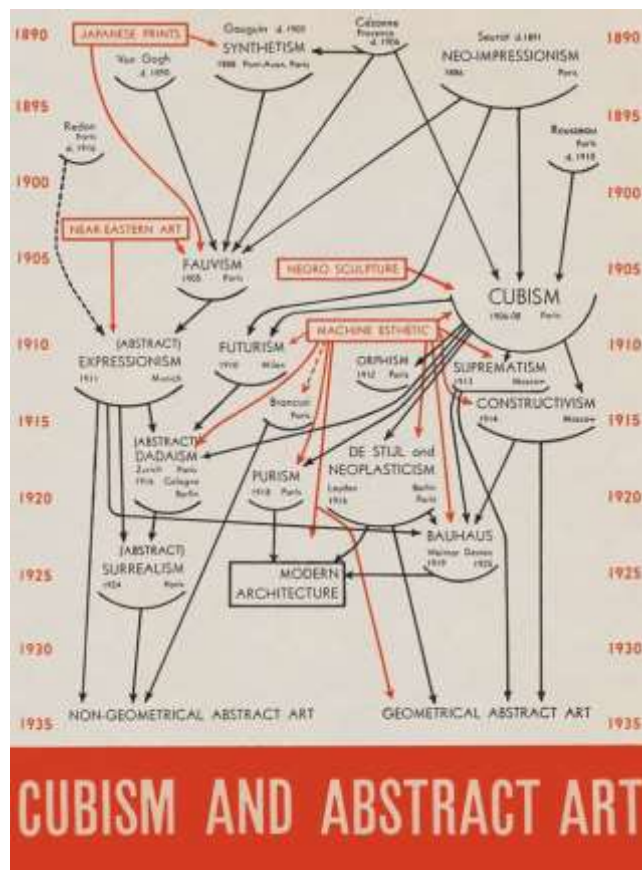 1890
JAPANESE PRINTS
Gauguin d. 1903
SYNTHETISM
1888 Pont-Aven, Paris
Cézanne
Provence
d. 1906
Seurat d. 1891
NEO-IMPRESSIONISM
1886 Paris
1890
Van Gogh
d. 1890
1895
1895
Redon
Paris
d. 1916
Rousseau
Paris
d. 1910
1900
1900
NEAR-EASTERN ART
1905
FAUVISM
1905 Paris
NEGRO SCULPTURE
1905
CUBISM
1906-08 Paris
1910
(ABSTRACT)
EXPRESSIONISM
1911 Munich
FUTURISM
1910 Milan
MACHINE ESTHETIC
ORPHISM
1912 Paris
SUPREMATISM
1913 Moscow
1910
Brancusi
Paris
CONSTRUCTIVISM
1914 Moscow
1915
1915
(ABSTRACT)
DADAISM
Zurich Paris
1916 Cologne
Berlin
PURISM
1918 Paris
DE STIJL and
NEOPLASTICISM
Leyden Berlin
1916 Paris
1920
1920
BAUHAUS
Weimar Dessau
1919 1925
(ABSTRACT)
SURREALISM
1924 Paris
MODERN
ARCHITECTURE
1925
1925
1930
1930
1935
NON-GEOMETRICAL ABSTRACT ART
GEOMETRICAL ABSTRACT ART
1935
CUBISM AND ABSTRACT ART